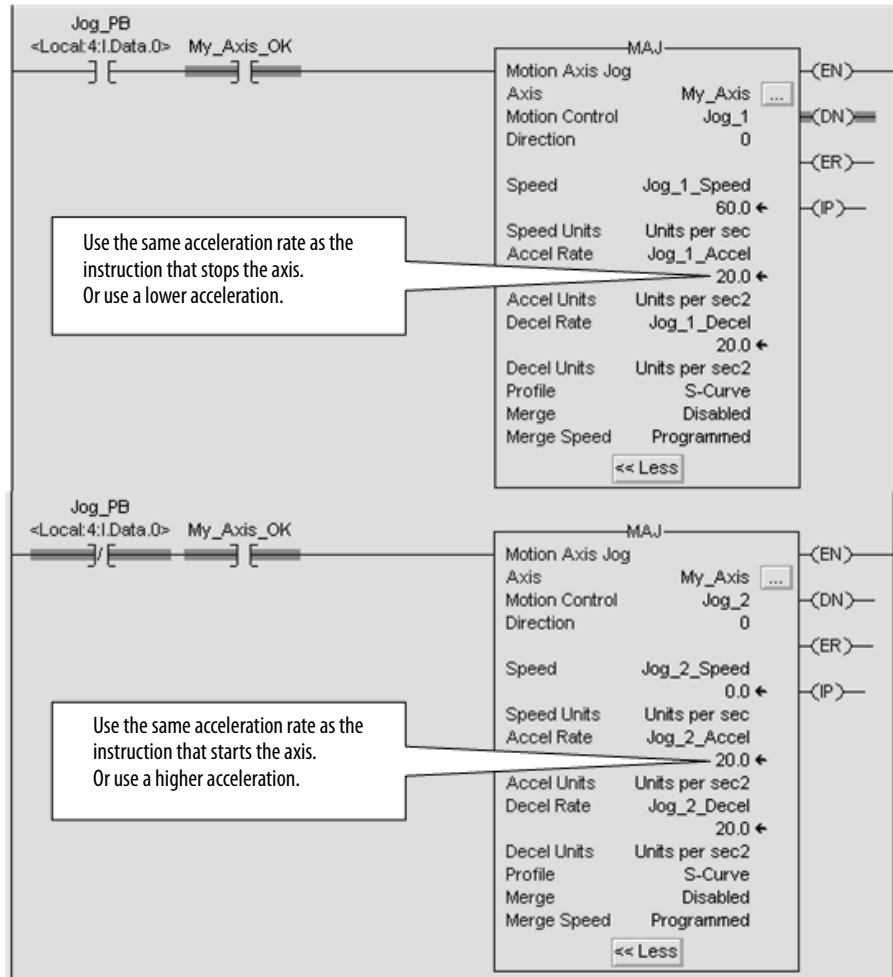 Jog_PB
<Local:4:I.Data.0> My_Axis_OK
MAJ
Motion Axis Jog
Axis My_Axis ...
Motion Control Jog_1
Direction 0
Speed Jog_1_Speed
60.0
Speed Units Units per sec
Accel Rate Jog_1_Accel
20.0
Accel Units Units per sec2
Decel Rate Jog_1_Decel
20.0
Decel Units Units per sec2
Profile S-Curve
Merge Disabled
Merge Speed Programmed
<< Less
(EN)
(DN)
(ER)
(IP)
Use the same acceleration rate as the
instruction that stops the axis.
Or use a lower acceleration.
Jog_PB
<Local:4:I.Data.0> My_Axis_OK
MAJ
Motion Axis Jog
Axis My_Axis ...
Motion Control Jog_2
Direction 0
Speed Jog_2_Speed
0.0
Speed Units Units per sec
Accel Rate Jog_2_Accel
20.0
Accel Units Units per sec2
Decel Rate Jog_2_Decel
20.0
Decel Units Units per sec2
Profile S-Curve
Merge Disabled
Merge Speed Programmed
<< Less
(EN)
(DN)
(ER)
(IP)
Use the same acceleration rate as the
instruction that starts the axis.
Or use a higher acceleration.